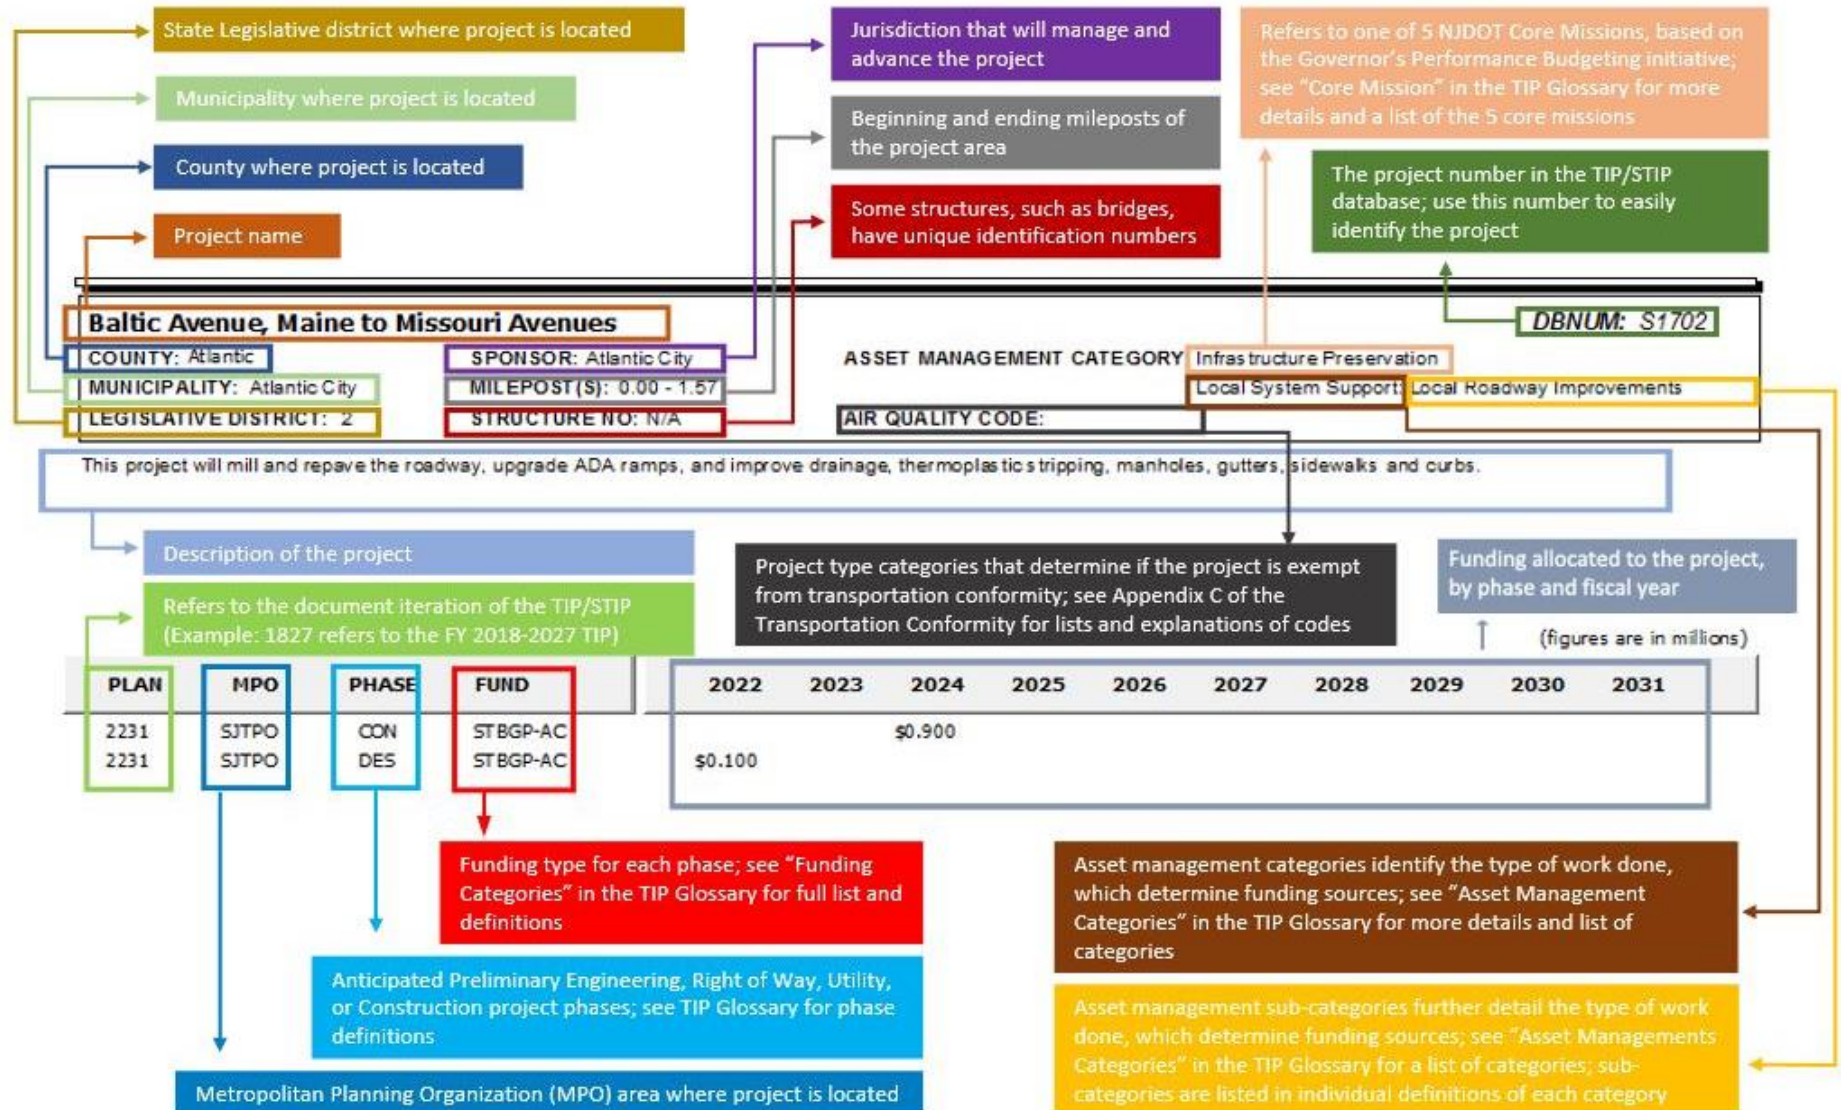 State Legislative district where project is located
Municipality where project is located
County where project is located
Project name
Jurisdiction that will manage and
advance the project
Beginning and ending mileposts of
the project area
Some structures, such as bridges,
have unique identification numbers
Refers to one of 5 NJDOT Core Missions, based on
the Governor's Performance Budgeting initiative;
see "Core Mission" in the TIP Glossary for more
details and a list of the 5 core missions
The project number in the TIP/STIP
database; use this number to easily
identify the project
Baltic Avenue, Maine to Missouri Avenues
DBNUM: S1702
COUNTY: Atlantic
SPONSOR: Atlantic City
ASSET MANAGEMENT CATEGORY Infrastructure Preservation
MUNICIPALITY: Atlantic City
MILEPOST(S): 0.00 - 1.57
Local System Support: Local Roadway Improvements
LEGISLATIVE DISTRICT: 2
STRUCTURE NO: N/A
AIR QUALITY CODE:
This project will mill and repave the roadway, upgrade ADA ramps, and improve drainage, thermoplastic stripping, manholes, gutters, sidewalks and curbs.
Description of the project
Refers to the document iteration of the TIP/STIP
(Example: 1827 refers to the FY 2018-2027 TIP)
Project type categories that determine if the project is exempt
from transportation conformity; see Appendix C of the
Transportation Conformity for lists and explanations of codes
Funding allocated to the project,
by phase and fiscal year
(figures are in millions)
PLAN MPO PHASE FUND 2022 2023 2024 2025 2026 2027 2028 2029 2030 2031
2231 SJTPO CON STBGP-AC $0.900
2231 SJTPO DES STBGP-AC $0.100
Funding type for each phase; see "Funding
Categories" in the TIP Glossary for full list and
definitions
Anticipated Preliminary Engineering, Right of Way, Utility,
or Construction project phases; see TIP Glossary for phase
definitions
Metropolitan Planning Organization (MPO) area where project is located
Asset management categories identify the type of work done,
which determine funding sources; see "Asset Management
Categories" in the TIP Glossary for more details and list of
categories
Asset management sub-categories further detail the type of work
done, which determine funding sources; see "Asset Managements
Categories" in the TIP Glossary for a list of categories; sub-
categories are listed in individual definitions of each category